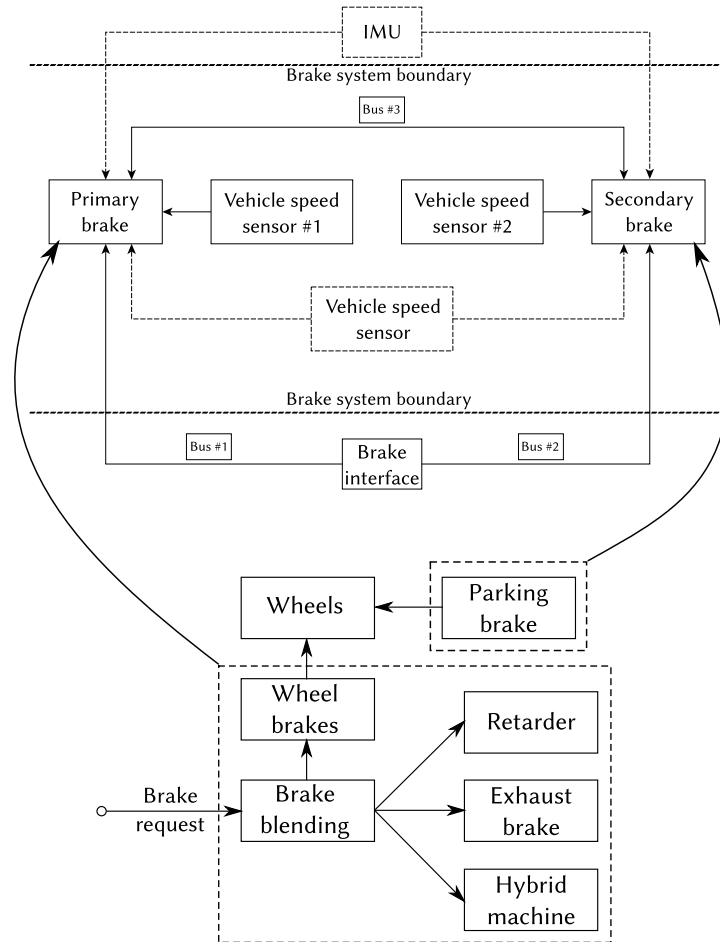 IMU
Brake system boundary
Bus #3
Primary
brake
Vehicle speed
sensor #1
Vehicle speed
sensor #2
Secondary
brake
Vehicle speed
sensor
Brake system boundary
Bus #1
Brake
interface
Bus #2
Wheels
Parking
brake
Wheel
brakes
Retarder
Brake
request
Brake
blending
Exhaust
brake
Hybrid
machine